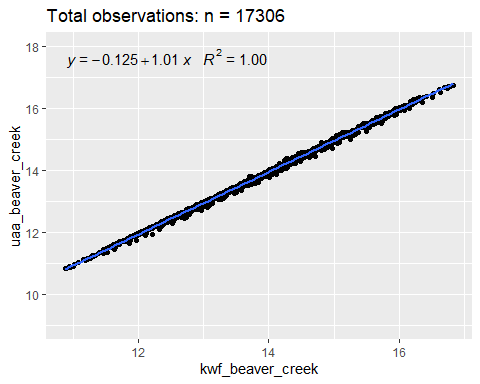 Total observations: n = 17306
y = −0.125+1.01 x   R² = 1.00
18
16
14
12
10
uaa_beaver_creek
12 14 16
kwf_beaver_creek